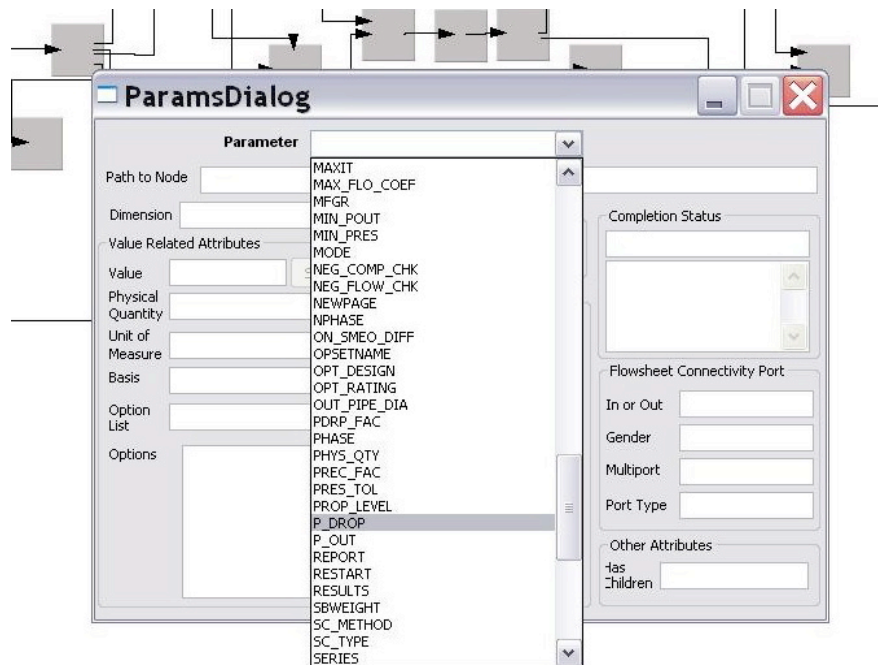 ParamsDialog
Parameter
Path to Node
Dimension
Value Related Attributes
Value
Physical
Quantity
Unit of
Measure
Basis
Option
List
Options
MAXIT
MAX_FLO_COEF
MFGR
MIN_POUT
MIN_PRES
MODE
NEG_COMP_CHK
NEG_FLOW_CHK
NEWPAGE
NPHASE
ON_SMEO_DIFF
OPSETNAME
OPT_DESIGN
OPT_RATING
OUT_PIPE_DIA
PDRP_FAC
PHASE
PHYS_QTY
PREC_FAC
PRES_TOL
PROP_LEVEL
P_DROP
P_OUT
REPORT
RESTART
RESULTS
SBWEIGHT
SC_METHOD
SC_TYPE
SERIES
Completion Status
Flowsheet Connectivity Port
In or Out
Gender
Multiport
Port Type
Other Attributes
Has
Children